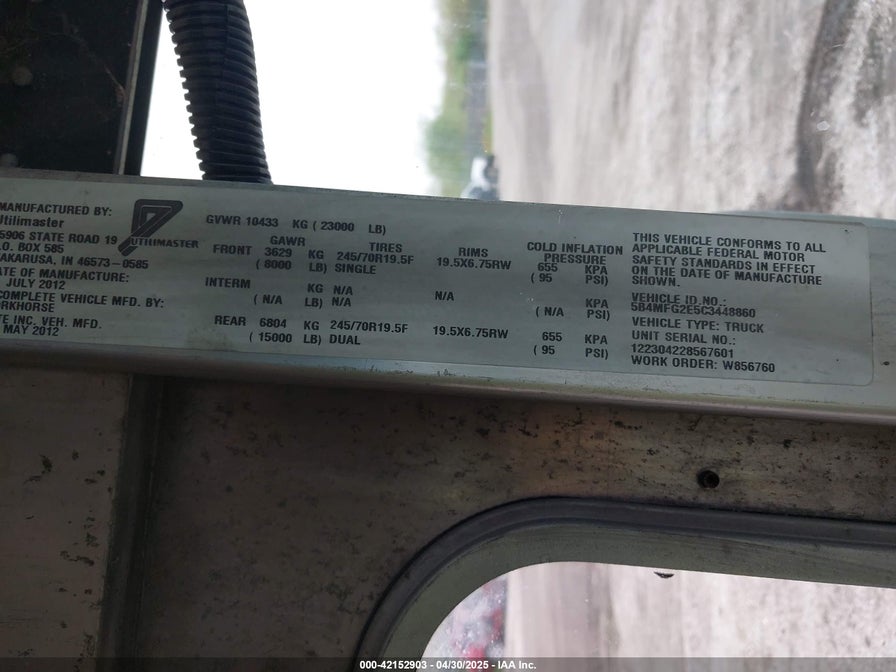 MANUFACTURED BY:
Utilimaster
5906 STATE ROAD 19
.O. BOX 585
AKARUSA, IN 46573-0585
ATE OF MANUFACTURE:
JULY 2012
COMPLETE VEHICLE MFD. BY:
ORKHORSE
TE INC. VEH. MFD.
MAY 2012
UTILIMASTER
GVWR 10433 KG ( 23000 LB)
GAWR TIRES RIMS COLD INFLATION PRESSURE
FRONT 3629 KG 245/70R19.5F 19.5X6.75RW 655 KPA
( 8000 LB) SINGLE ( 95 PSI)
INTERM KG N/A N/A KPA
( N/A LB) N/A ( N/A PSI)
REAR 6804 KG 245/70R19.5F 19.5X6.75RW 655 KPA
( 15000 LB) DUAL ( 95 PSI)
THIS VEHICLE CONFORMS TO ALL
APPLICABLE FEDERAL MOTOR
SAFETY STANDARDS IN EFFECT
ON THE DATE OF MANUFACTURE
SHOWN.
VEHICLE ID.NO.:
5B4MFG2E5C3448860
VEHICLE TYPE: TRUCK
UNIT SERIAL NO.:
122304228567601
WORK ORDER: W856760
000-42152903 - 04/30/2025 - IAA Inc.